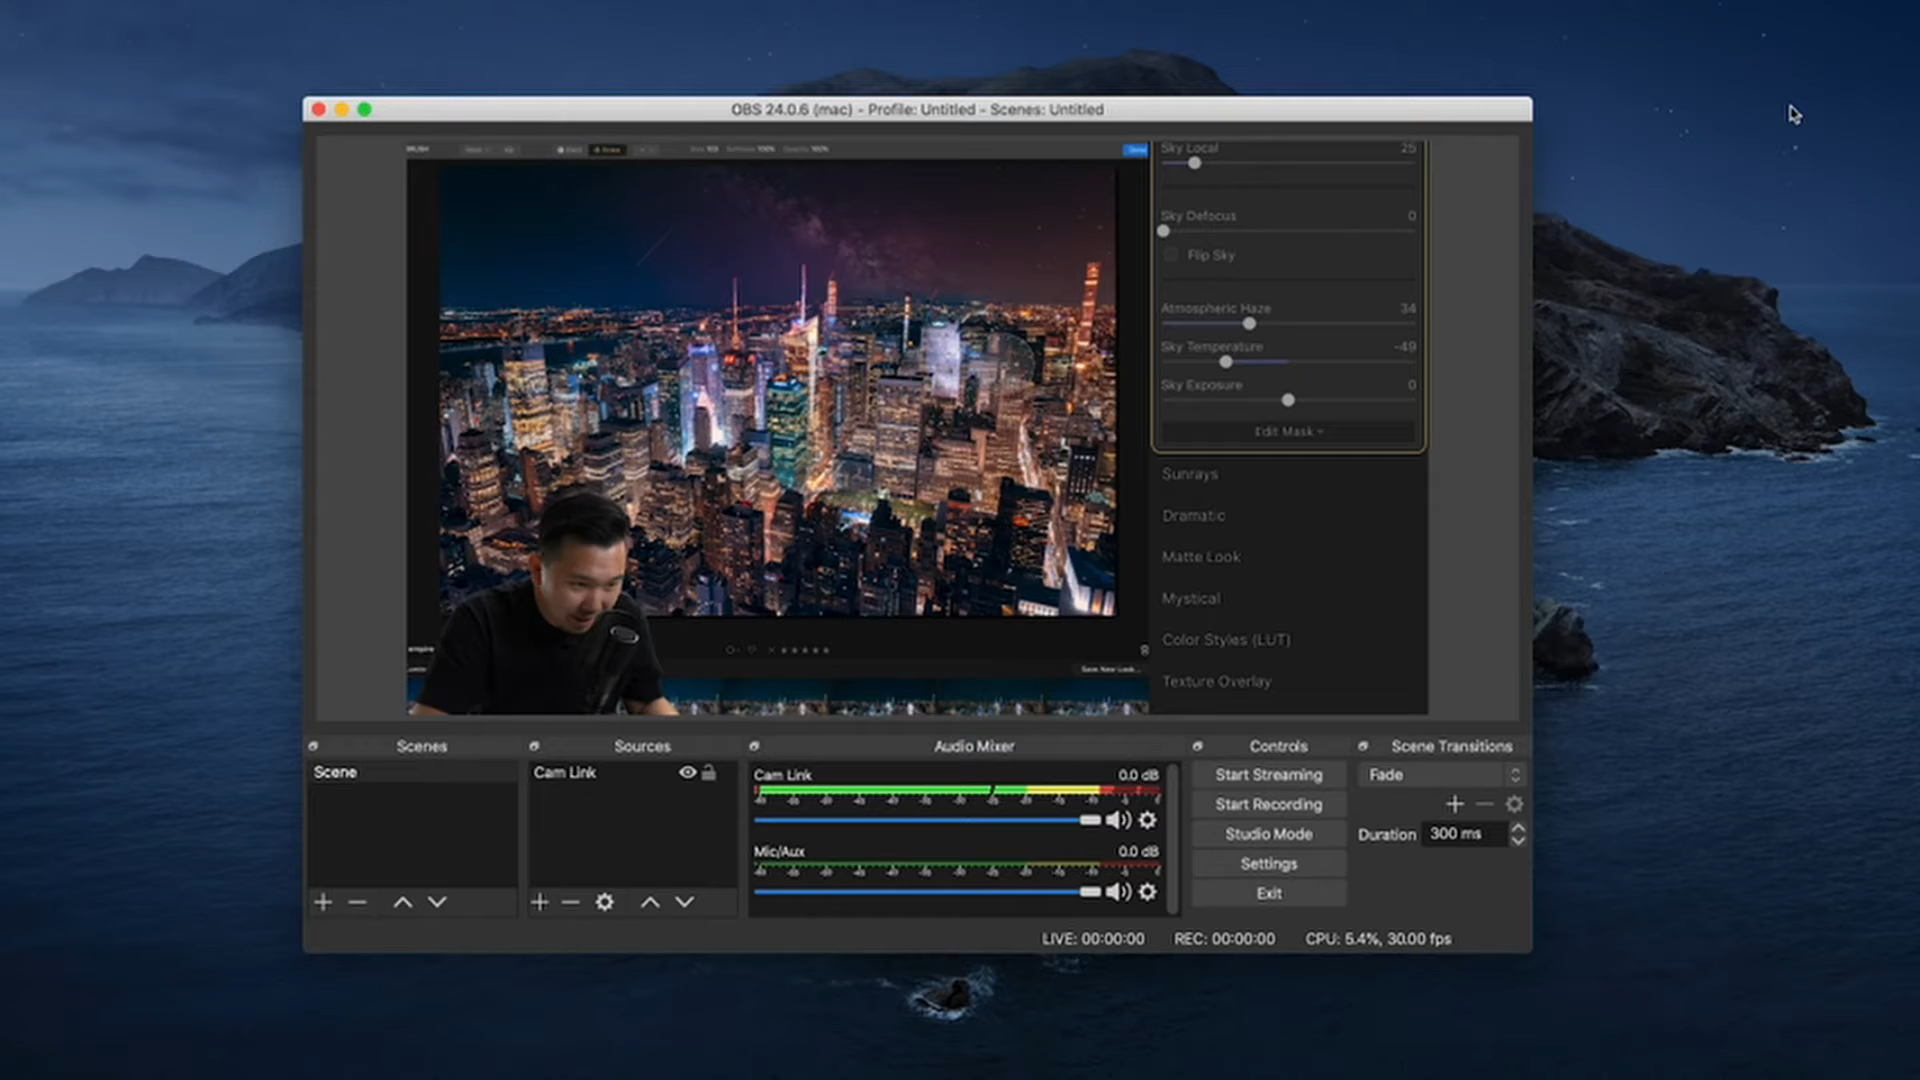 OBS 24.0.6 (mac) - Profile: Untitled - Scenes: Untitled
Sky Local 25
Sky Defocus 0
Flip Sky
Atmospheric Haze 34
Sky Temperature -49
Sky Exposure 0
Edit Mask
Sunrays
Dramatic
Matte Look
Mystical
Color Styles (LUT)
Texture Overlay
Save New Look...
Scenes
Scene
Sources
Cam Link
Audio Mixer
Cam Link 0.0 dB
Mic/Aux 0.0 dB
Controls
Start Streaming
Start Recording
Studio Mode
Settings
Exit
Scene Transitions
Fade
Duration 300 ms
LIVE: 00:00:00 REC: 00:00:00 CPU: 5.4%, 30.00 fps